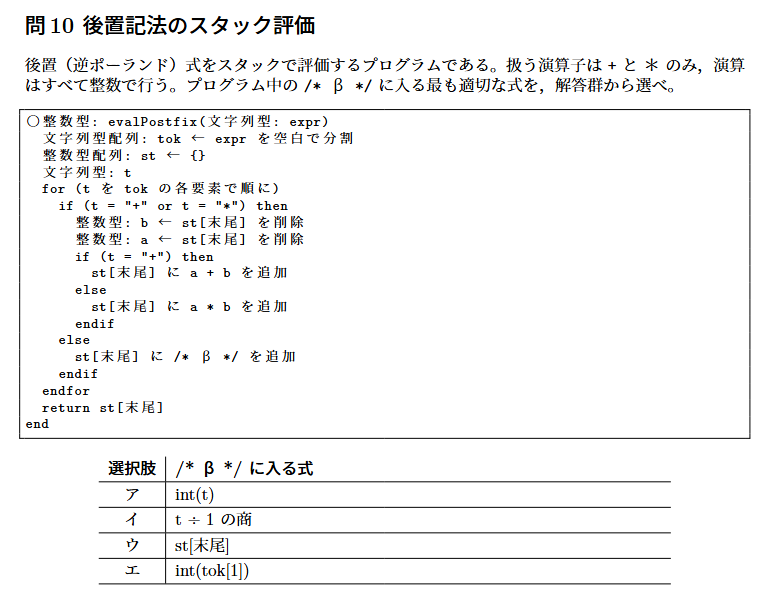 問10 後置記法のスタック評価
後置（逆ポーランド）式をスタックで評価するプログラムである。扱う演算子は + と ＊ のみ，演算
はすべて整数で行う。プログラム中の /* β */ に入る最も適切な式を，解答群から選べ。
○整数型: evalPostfix(文字列型: expr)
文字列型配列: tok ← expr を空白で分割
整数型配列: st ← {}
文字列型: t
for (t を tok の各要素で順に)
if (t = "+" or t = "*") then
整数型: b ← st[末尾] を削除
整数型: a ← st[末尾] を削除
if (t = "+") then
st[末尾] に a + b を追加
else
st[末尾] に a * b を追加
endif
else
st[末尾] に /* β */ を追加
endif
endfor
return st[末尾]
end
選択肢 /* β */ に入る式
ア int(t)
イ t ÷ 1 の商
ウ st[末尾]
エ int(tok[1])